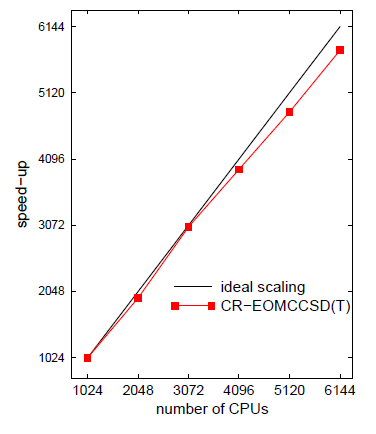 6144
5120
4096
3072
2048
1024
speed-up
ideal scaling
CR-EOMCCSD(T)
1024 2048 3072 4096 5120 6144
number of CPUs